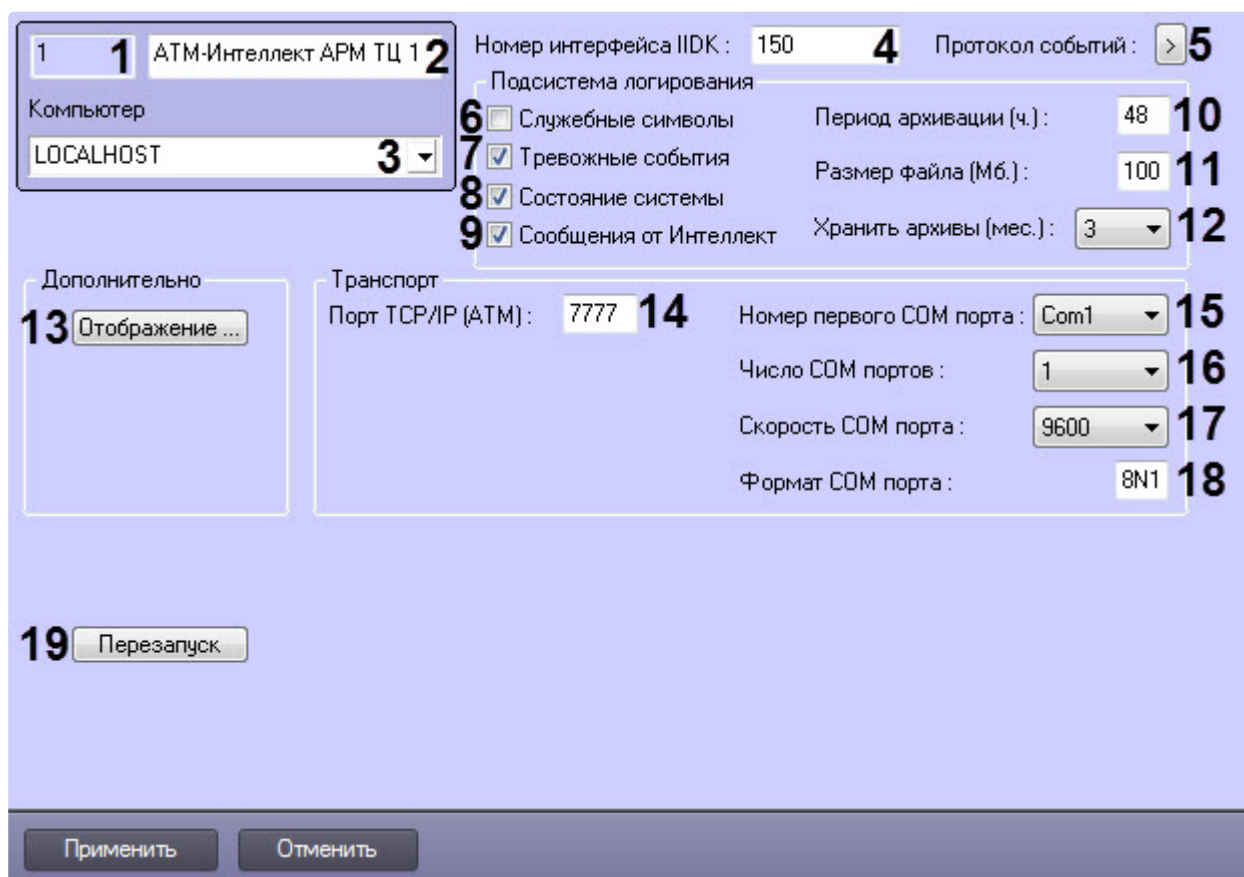 1 1 АТМ-Интеллект АРМ ТЦ 1 2 Номер интерфейса IIDK : 150 4 Протокол событий : > 5
Подсистема логирования
Компьютер
6 Служебные символы Период архивации (ч.) : 48 10
LOCALHOST 3 7 Тревожные события
Размер файла (Мб.) : 100 11
8 Состояние системы
9 Сообщения от Интеллект Хранить архивы (мес.) : 3 12
Дополнительно Транспорт
13 Отображение ... Порт TCP/IP (ATM) : 7777 14 Номер первого COM порта : Com1 15
Число COM портов : 1 16
Скорость COM порта : 9600 17
Формат COM порта : 8N1 18
19 Перезапуск
Применить Отменить